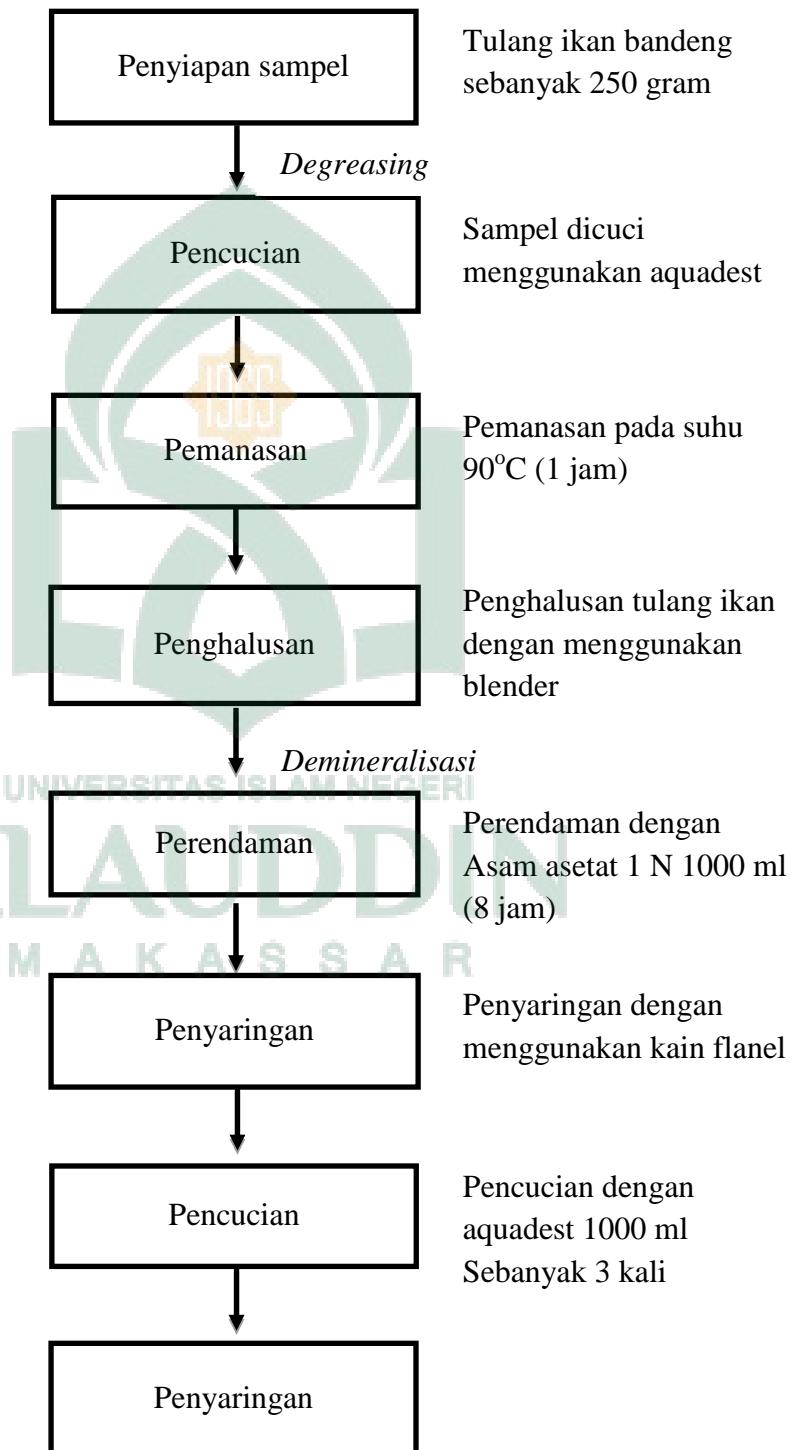 Penyiapan sampel
Tulang ikan bandeng
sebanyak 250 gram
Degreasing
Pencucian
Sampel dicuci
menggunakan aquadest
1965
Pemanasan
Pemanasan pada suhu
90°C (1 jam)
Penghalusan
Penghalusan tulang ikan
dengan menggunakan
blender
Demineralisasi
UNIVERSITAS ISLAM NEGERI
Perendaman
Perendaman dengan
Asam asetat 1 N 1000 ml
(8 jam)
LAUDDIN
MAKASSAR
Penyaringan
Penyaringan dengan
menggunakan kain flanel
Pencucian
Pencucian dengan
aquadest 1000 ml
Sebanyak 3 kali
Penyaringan